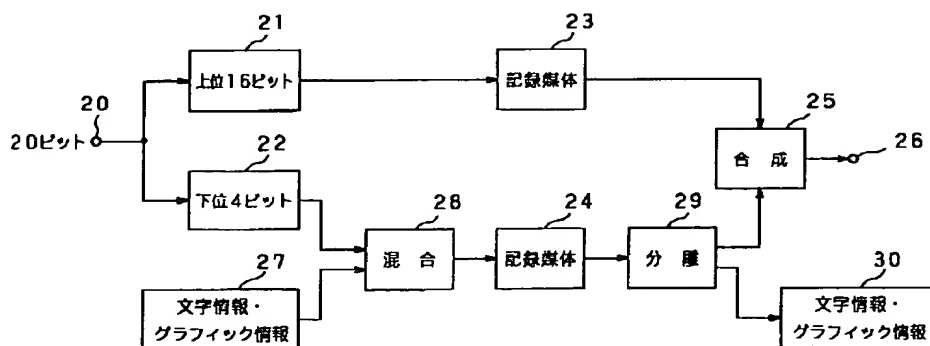 21
上位16ビット
23
記録媒体
20
20ビット
25
合 成
26
22
下位4ビット
28
混 合
24
記録媒体
29
分 離
27
文字情報・
グラフィック情報
30
文字情報・
グラフィック情報